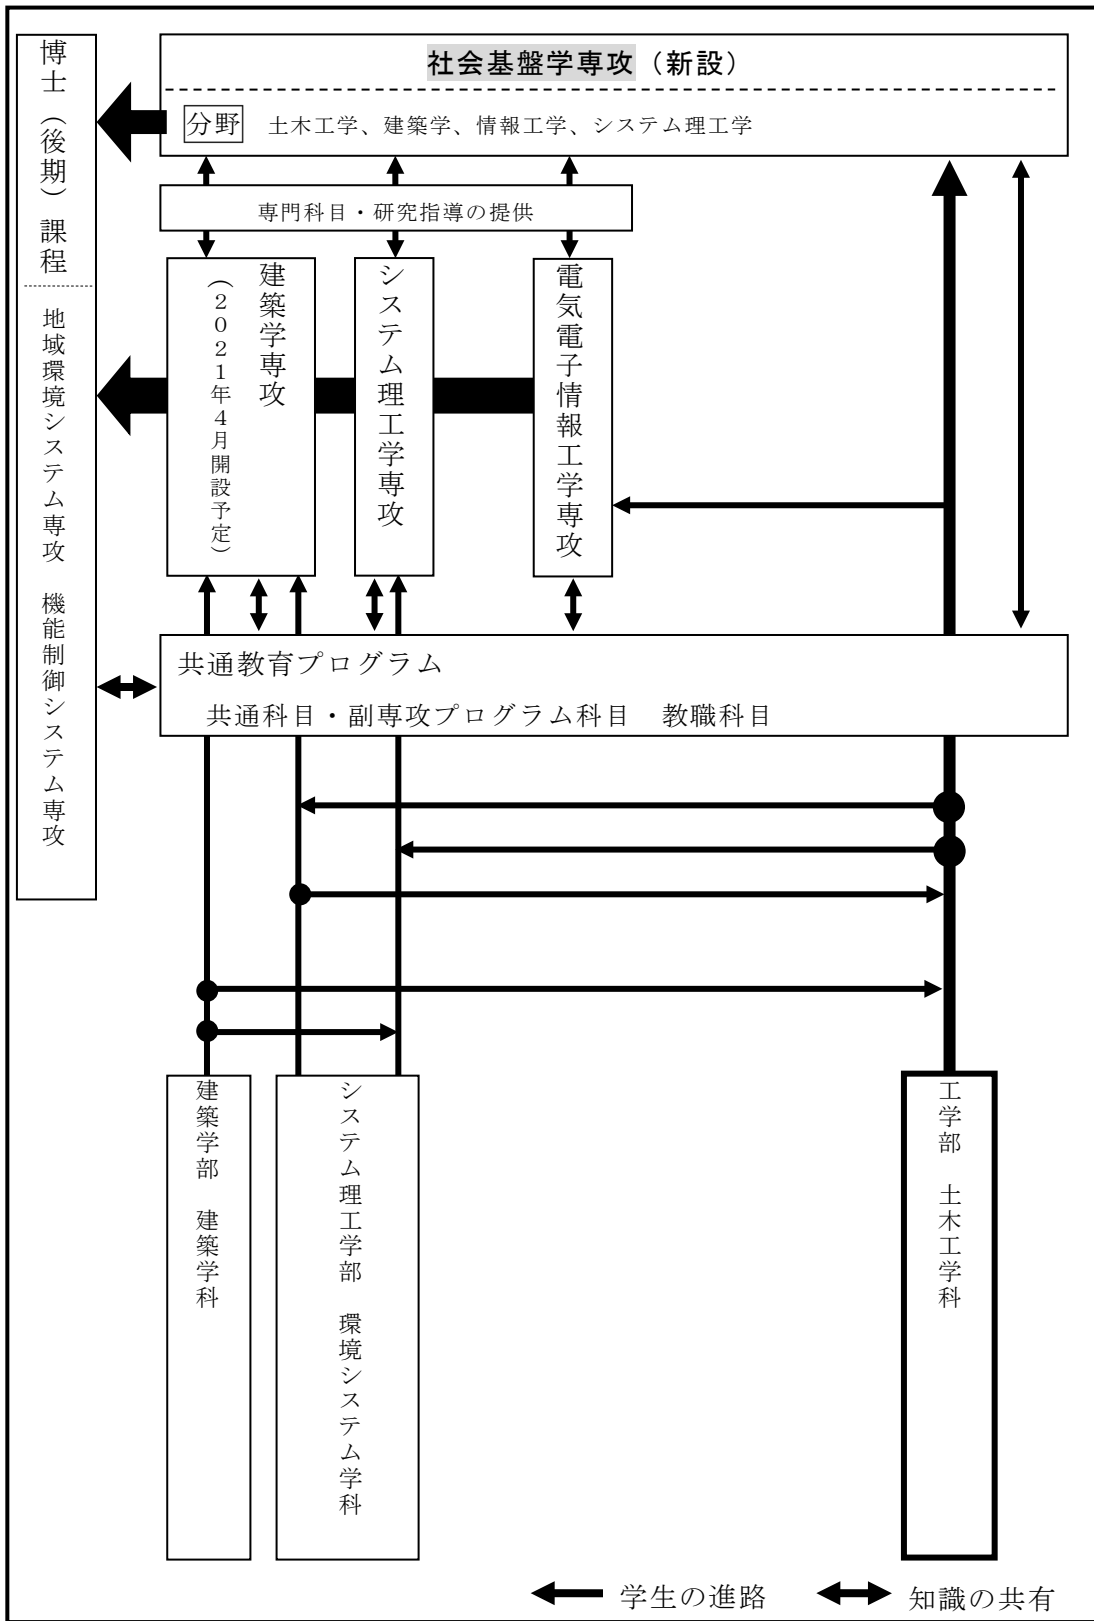 社会基盤学専攻（新設）
分野 土木工学、建築学、情報工学、システム理工学
博士（後期）課程
地域環境システム専攻　機能制御システム専攻
専門科目・研究指導の提供
建築学専攻
（２０２１年４月開設予定）
システム理工学専攻
電気電子情報工学専攻
共通教育プログラム
共通科目・副専攻プログラム科目　教職科目
建築学部　建築学科
システム理工学部　環境システム学科
工学部　土木工学科
学生の進路
知識の共有